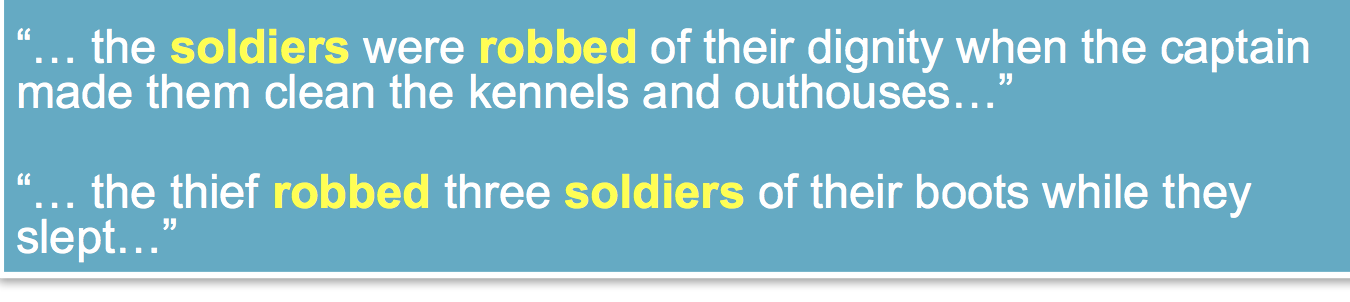 “… the soldiers were robbed of their dignity when the captain
made them clean the kennels and outhouses…”
“… the thief robbed three soldiers of their boots while they
slept…”